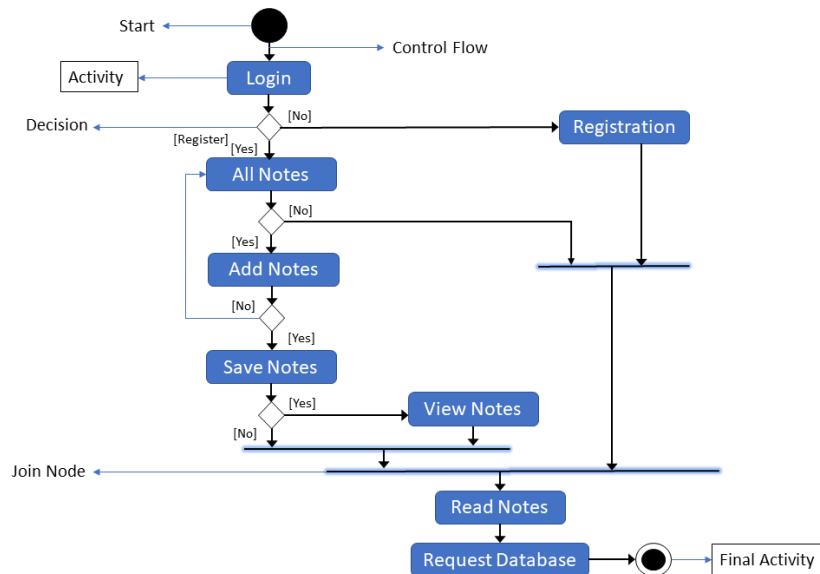 Start
Control Flow
Activity
Login
Decision
[No]
Registration
[Register]
[Yes]
All Notes
[No]
[Yes]
Add Notes
[No]
[Yes]
Save Notes
[Yes]
View Notes
[No]
Join Node
Read Notes
Request Database
Final Activity